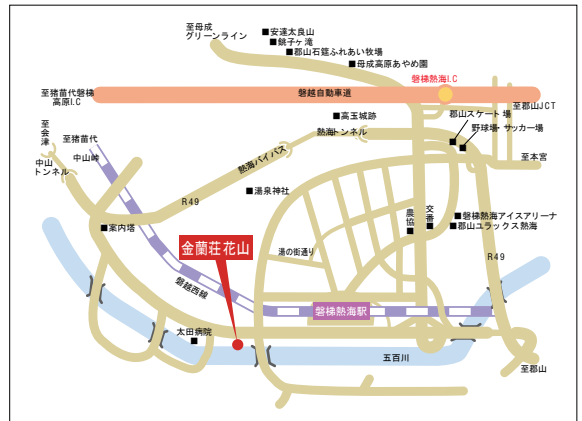 至母成
グリーンライン
■安達太良山
■銚子ヶ滝
■郡山石筵ふれあい牧場
■母成高原あやめ園
磐梯熱海I.C
至猪苗代磐梯
高原I.C
磐越自動車道
至郡山JCT
■高玉城跡
郡山スケート場
野球場・サッカー場
至会津
至猪苗代
中山峠
中山
トンネル
熱海トンネル
熱海バイパス
至本宮
R49
■湯泉神社
農協
交番
■磐梯熱海アイスアリーナ
■郡山ユラックス熱海
■案内塔
金蘭荘花山
湯の街通り
R49
磐越西線
磐梯熱海駅
太田病院
五百川
至郡山